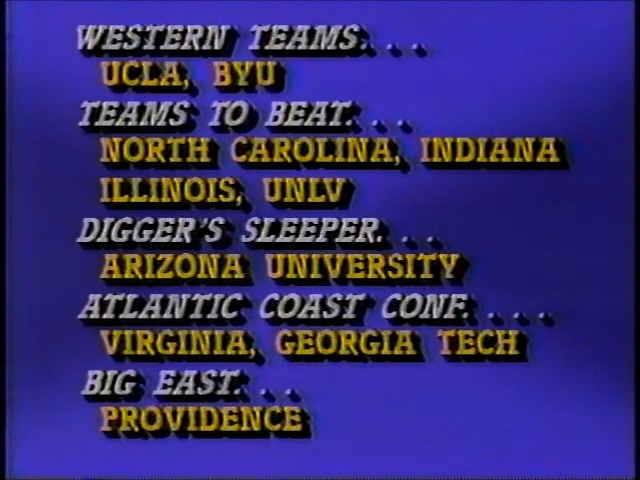 WESTERN TEAMS. . .
UCLA, BYU
TEAMS TO BEAT. . .
NORTH CAROLINA, INDIANA
ILLINOIS, UNLV
DIGGER'S SLEEPER. . .
ARIZONA UNIVERSITY
ATLANTIC COAST CONF. . . .
VIRGINIA, GEORGIA TECH
BIG EAST. . .
PROVIDENCE